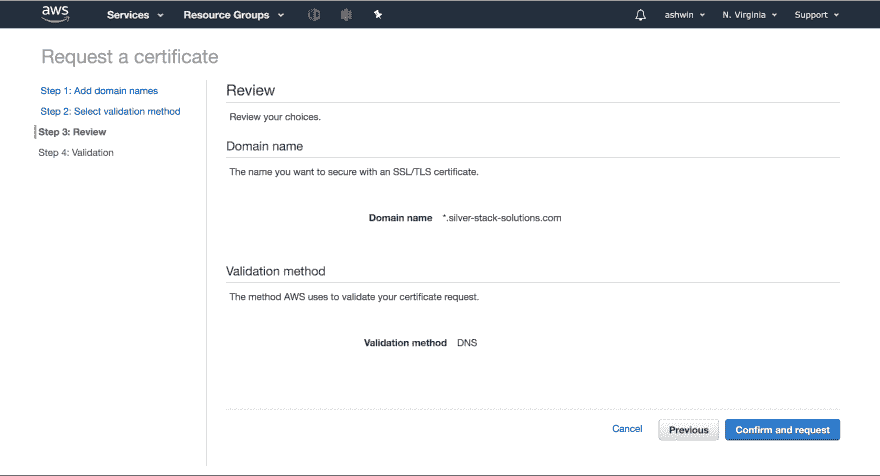 aws Services Resource Groups ashwin N. Virginia Support
Request a certificate
Step 1: Add domain names
Step 2: Select validation method
Step 3: Review
Step 4: Validation
Review
Review your choices.
Domain name
The name you want to secure with an SSL/TLS certificate.
Domain name *.silver-stack-solutions.com
Validation method
The method AWS uses to validate your certificate request.
Validation method DNS
Cancel Previous Confirm and request